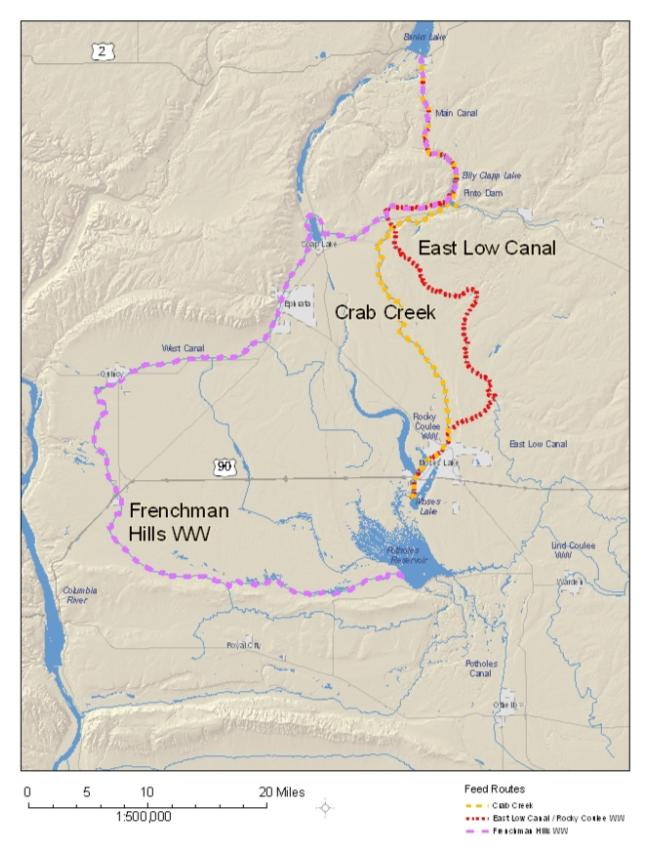 Banks Lake
2
Main Canal
Billy Clapp Lake
Pinto Dam
Soap Lake
East Low Canal
Ephrata
Crab Creek
West Canal
Quincy
Rocky
Coulee
WW
East Low Canal
Moses Lake
90
Moses
Lake
Frenchman
Hills WW
Potholes
Reservoir
Lind-Coulee
WW
Warden
Columbia
River
Royal City
Potholes
Canal
Othello
0 5 10 20 Miles
1:500,000
Feed Routes
Crab Creek
East Low Canal / Rocky Coulee WW
Frenchman Hills WW